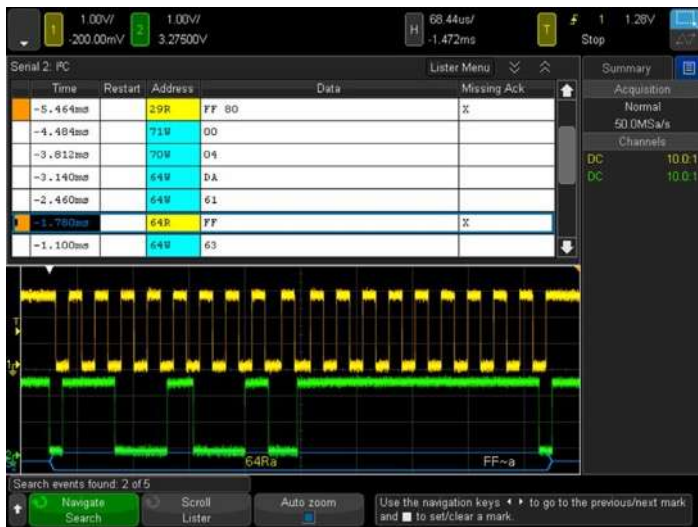 1 1.00V/ 2 1.00V/ H 68.44us/ T 1 1.28V
-200.00mV 3.27500V -1.472ms Stop
Serial 2: I²C Lister Menu Summary
Time Restart Address Data Missing Ack
-5.464ms 29R FF 80 X
-4.484ms 71W 00
-3.812ms 70W 04
-3.140ms 64W DA
-2.460ms 64W 61
-1.780ms 64R FF X
-1.100ms 64W 63
Acquisition
Normal
50.0MSa/s
Channels
DC 10.0:1
DC 10.0:1
T
64Ra FF~a
Search events found: 2 of 5
Navigate
Search
Scroll
Lister
Auto zoom
Use the navigation keys to go to the previous/next mark
and to set/clear a mark.